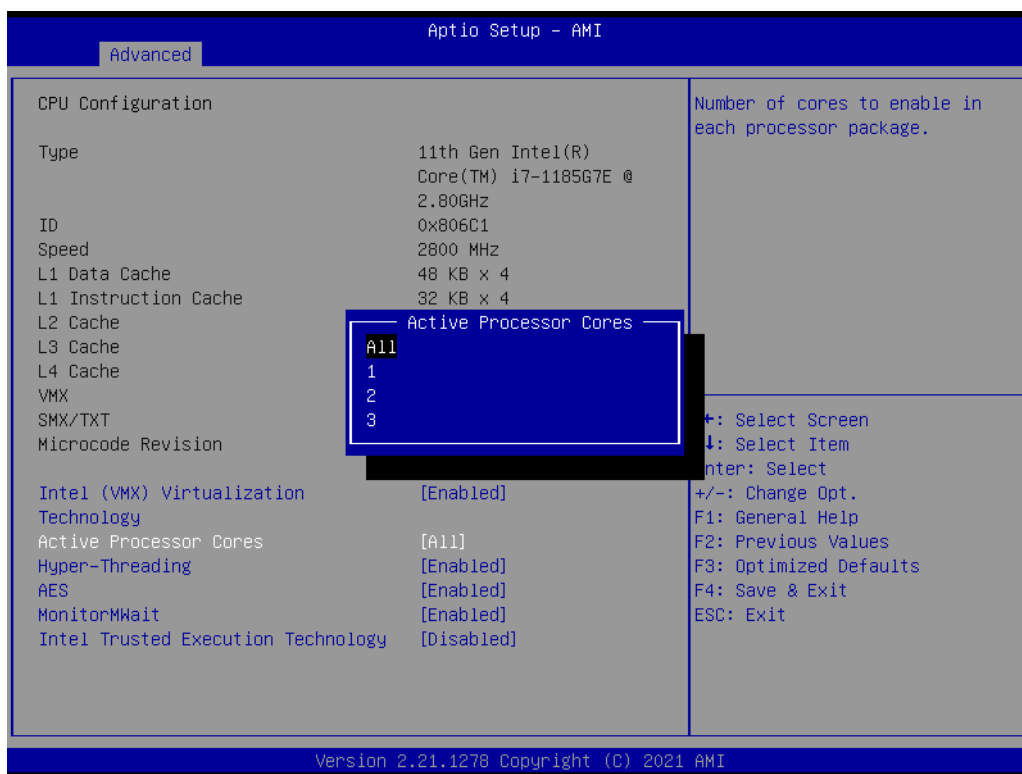 Aptio Setup - AMI
Advanced
CPU Configuration
Type 11th Gen Intel(R)
Core(TM) i7-1185G7E @
2.80GHz
ID 0x806C1
Speed 2800 MHz
L1 Data Cache 48 KB x 4
L1 Instruction Cache 32 KB x 4
L2 Cache
L3 Cache
L4 Cache
VMX
SMX/TXT
Microcode Revision
Active Processor Cores
All
1
2
3
Intel (VMX) Virtualization [Enabled]
Technology
Active Processor Cores [All]
Hyper-Threading [Enabled]
AES [Enabled]
MonitorMWait [Enabled]
Intel Trusted Execution Technology [Disabled]
Number of cores to enable in
each processor package.
←: Select Screen
↓: Select Item
nter: Select
+/-: Change Opt.
F1: General Help
F2: Previous Values
F3: Optimized Defaults
F4: Save & Exit
ESC: Exit
Version 2.21.1278 Copyright (C) 2021 AMI